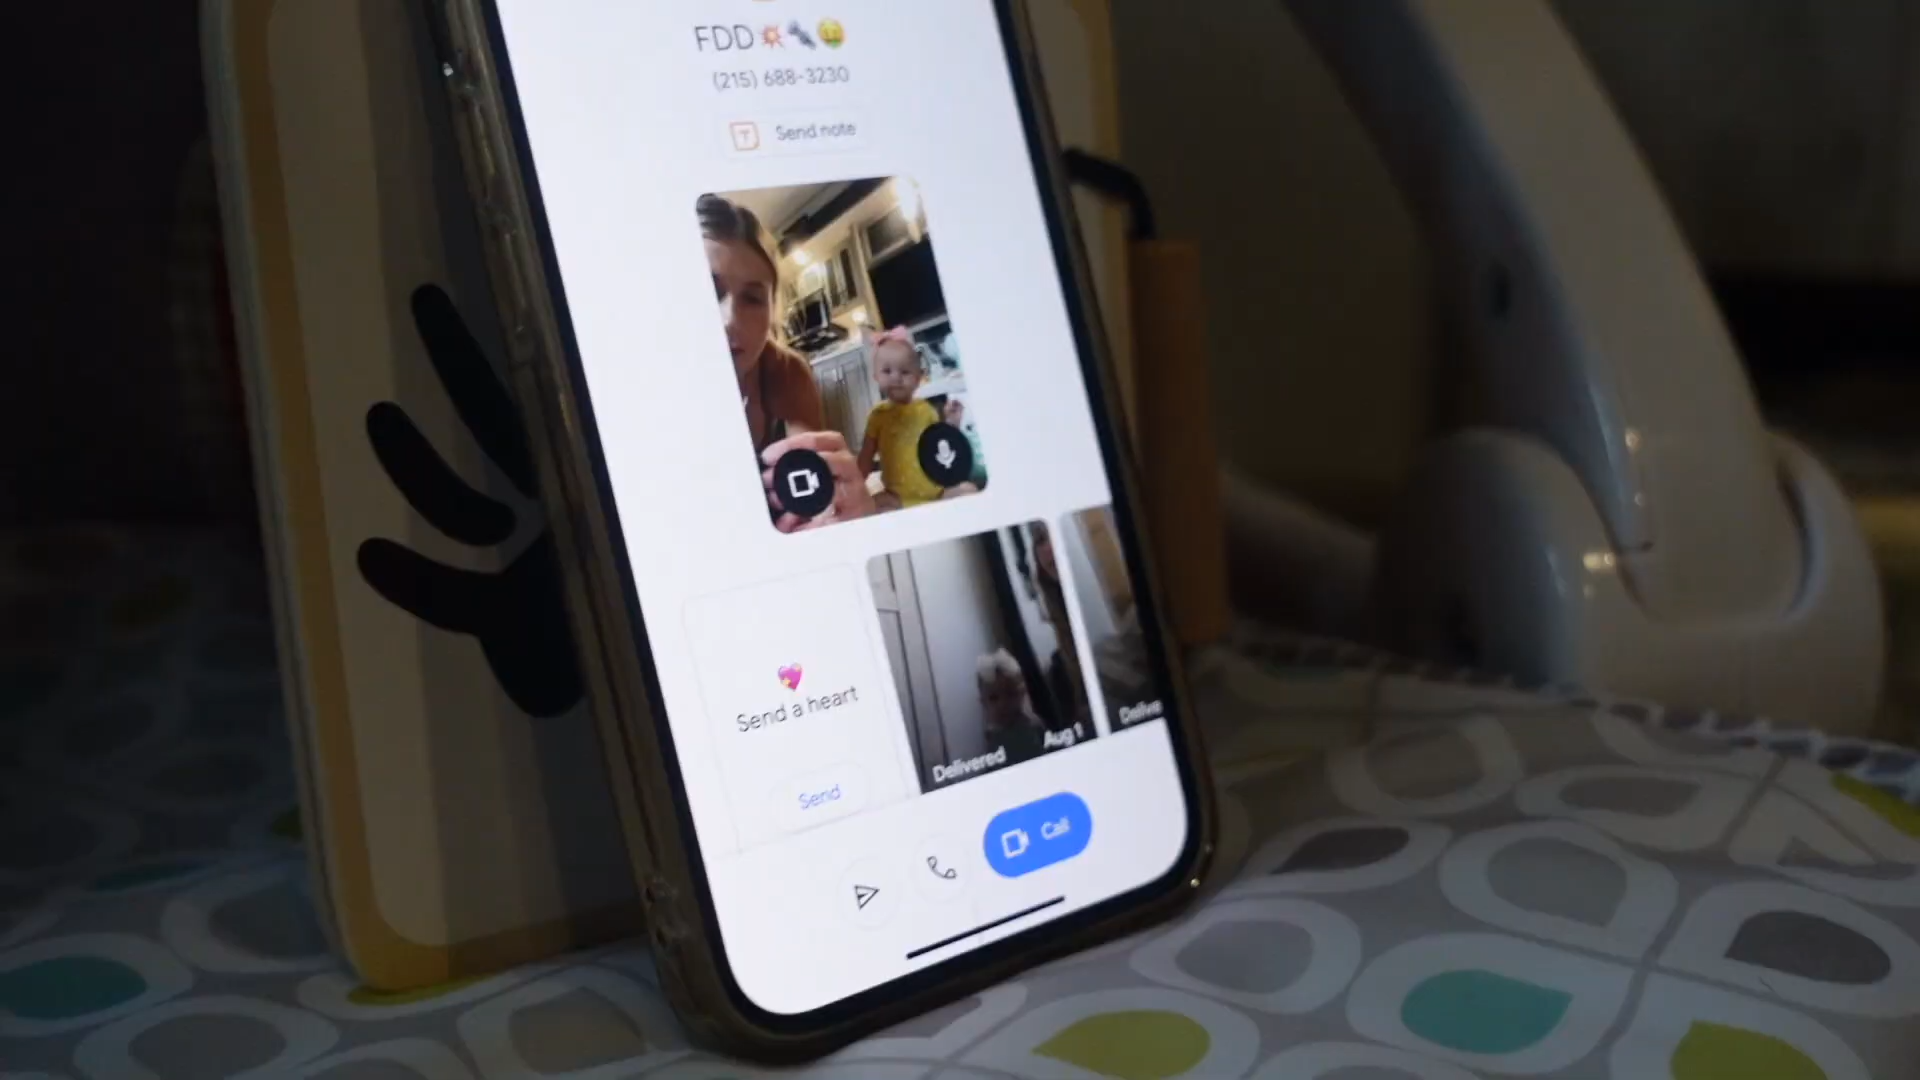 FDD💥🔩🤑
(215) 688-3230
Send note
💝
Send a heart
Send
Delivered Aug 1
Call